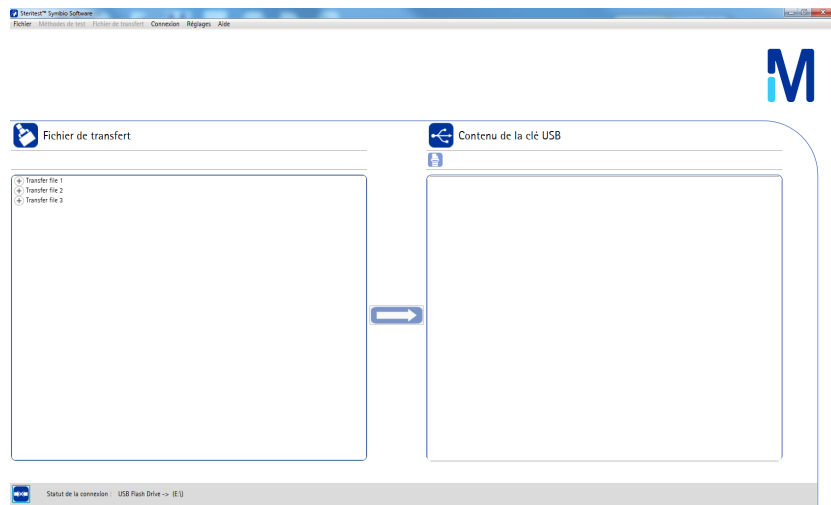 Steritest™ Symbio Software
Fichier Méthodes de test Fichier de transfert Connexion Réglages Aide
M
Fichier de transfert
Contenu de la clé USB
Transfer file 1
Transfer file 2
Transfer file 3
Statut de la connexion : USB Flash Drive -> (E:\)